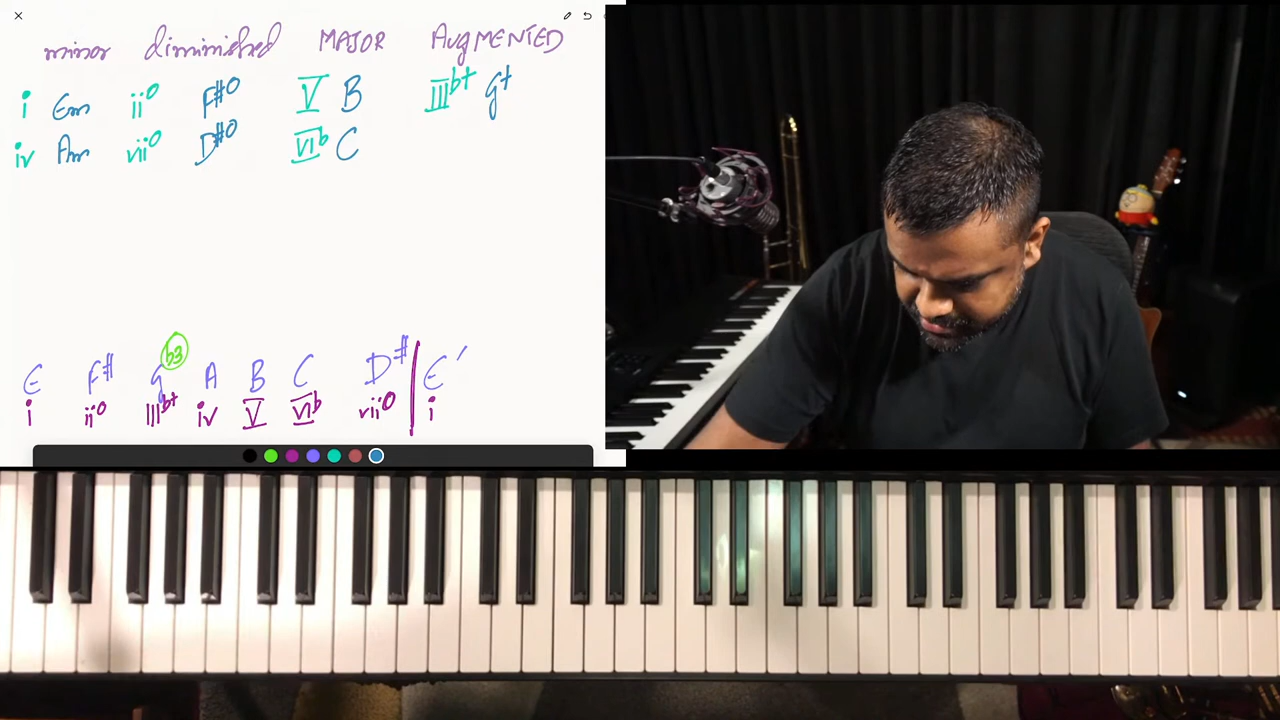 minor diminished MAJOR AUgMENTED
i Em ii° F#° V B III♭+ G+
iv Am vii° D#° VI♭ C
b3
E F# G A B C D# | E′
i ii° III♭+ iv V VI♭ vii° | i